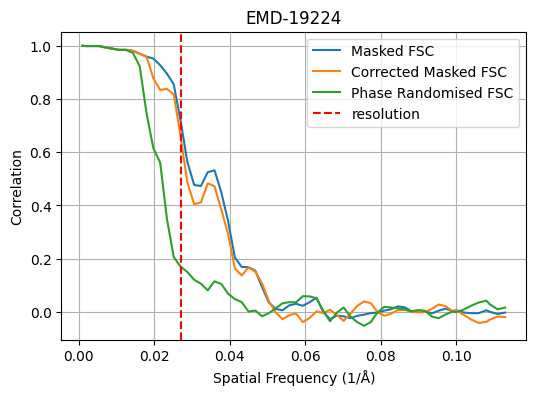 EMD-19224
Masked FSC
Corrected Masked FSC
Phase Randomised FSC
resolution
Correlation
1.0
0.8
0.6
0.4
0.2
0.0
0.00 0.02 0.04 0.06 0.08 0.10
Spatial Frequency (1/Å)